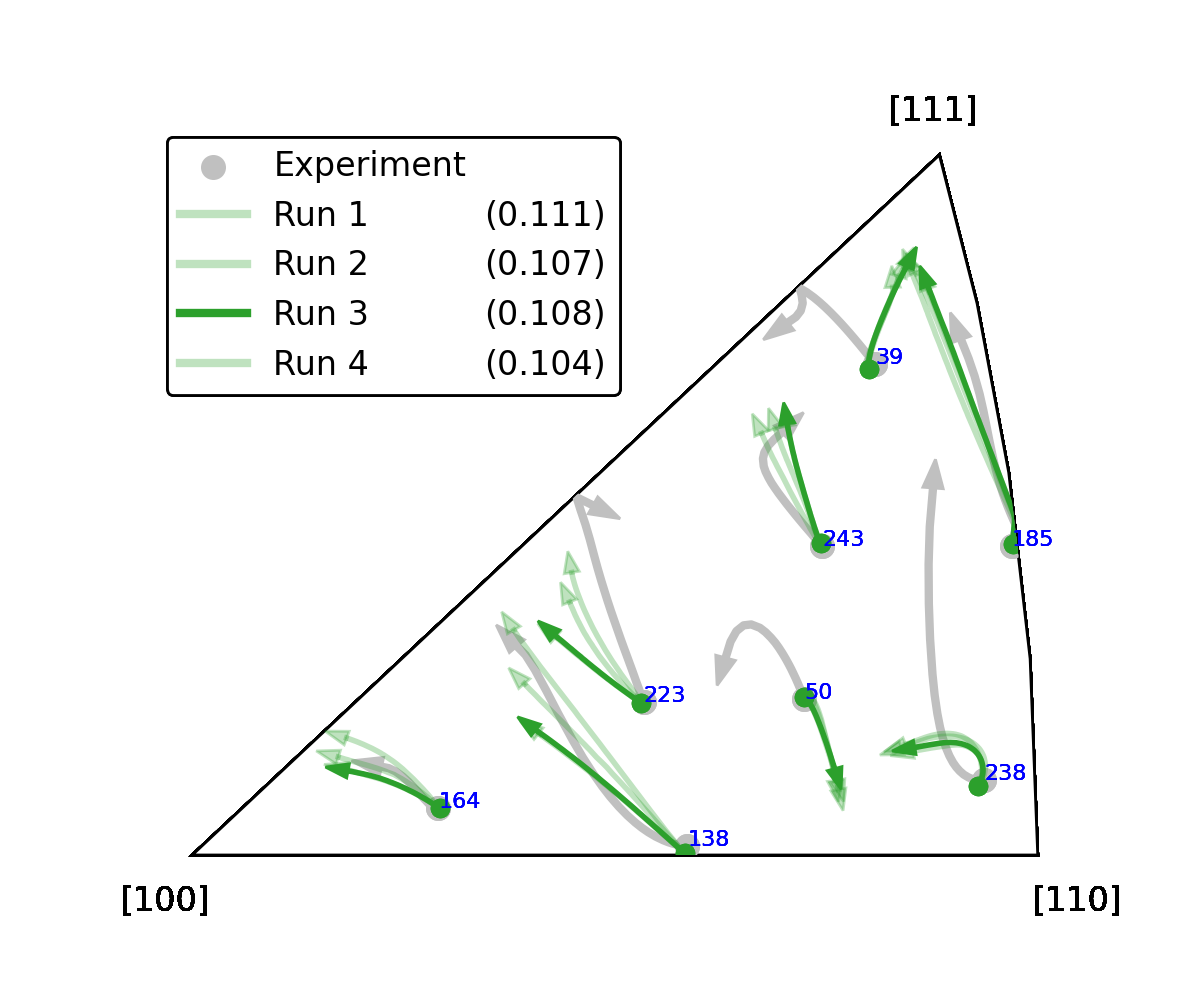 [111]
Experiment
Run 1 (0.111)
Run 2 (0.107)
Run 3 (0.108)
Run 4 (0.104)
39
243
185
223
50
238
164
138
[100]
[110]